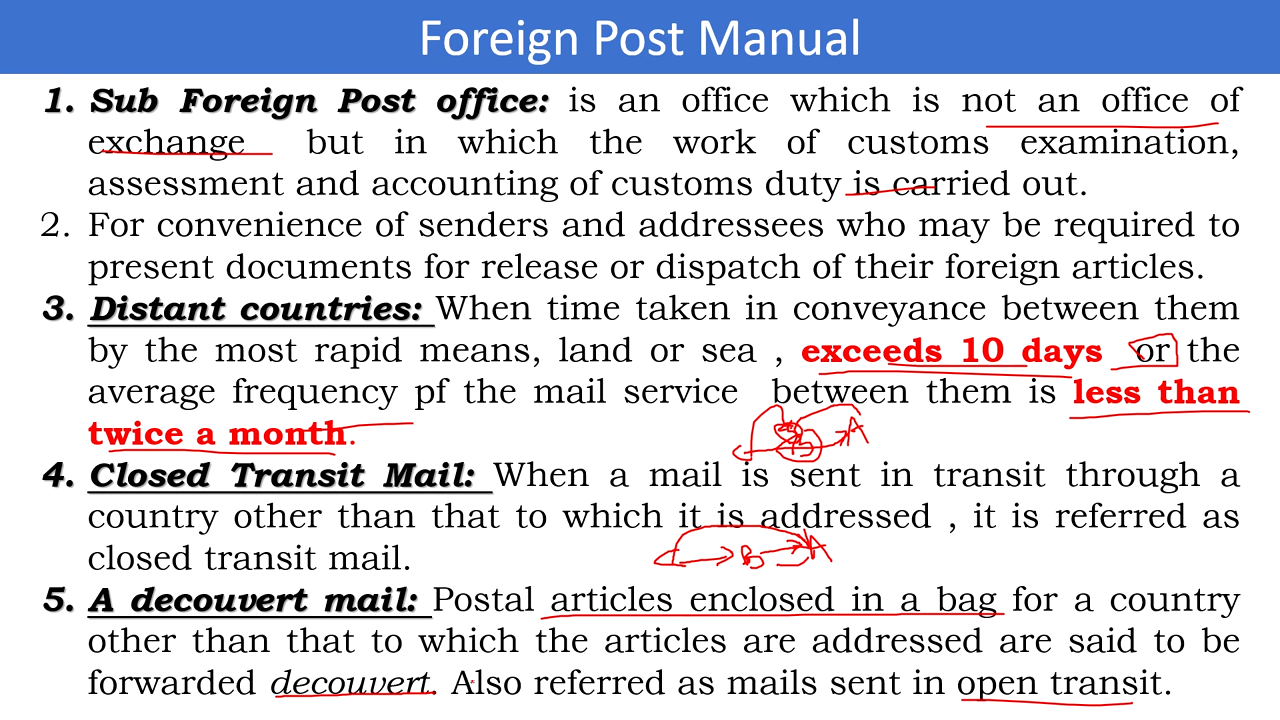 Foreign Post Manual
1. Sub Foreign Post office: is an office which is not an office of
exchange but in which the work of customs examination,
assessment and accounting of customs duty is carried out.
2. For convenience of senders and addressees who may be required to
present documents for release or dispatch of their foreign articles.
3. Distant countries: When time taken in conveyance between them
by the most rapid means, land or sea , exceeds 10 days or the
average frequency pf the mail service between them is less than
twice a month.
A
4. Closed Transit Mail: When a mail is sent in transit through a
country other than that to which it is addressed , it is referred as
B A
closed transit mail.
5. A decouvert mail: Postal articles enclosed in a bag for a country
other than that to which the articles are addressed are said to be
forwarded decouvert. Also referred as mails sent in open transit.